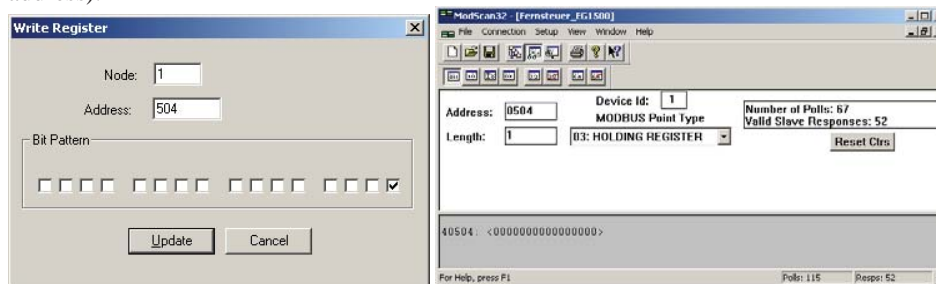 address).
Write Register
Node: 1
Address: 504
Bit Pattern
Update Cancel
ModScan32 - [Fernsteuer_EG1500]
File Connection Setup View Window Help
Address: 0504
Device Id: 1
MODBUS Point Type
Length: 1
03: HOLDING REGISTER
Number of Polls: 67
Valid Slave Responses: 52
Reset Ctrs
40504: <0000000000000000>
For Help, press F1
Polls: 115
Resps: 52